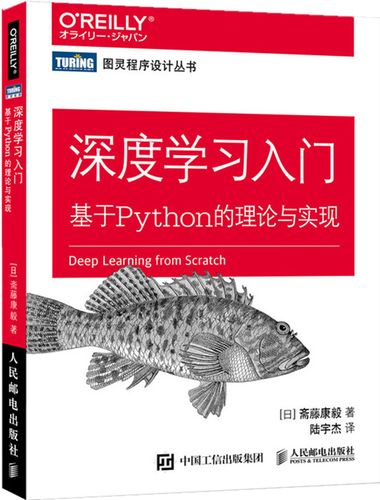 O'REILLY®
オライリー・ジャパン
TURING
图灵程序设计丛书
深度学习入门
基于Python的理论与实现
Deep Learning from Scratch
[日] 斋藤康毅 著
陆宇杰 译
中国工信出版集团
人民邮电出版社
POSTS & TELECOM PRESS
O'REILLY®
TURING
深度学习入门
基于Python的理论与实现
[日] 斋藤康毅 著
人民邮电出版社